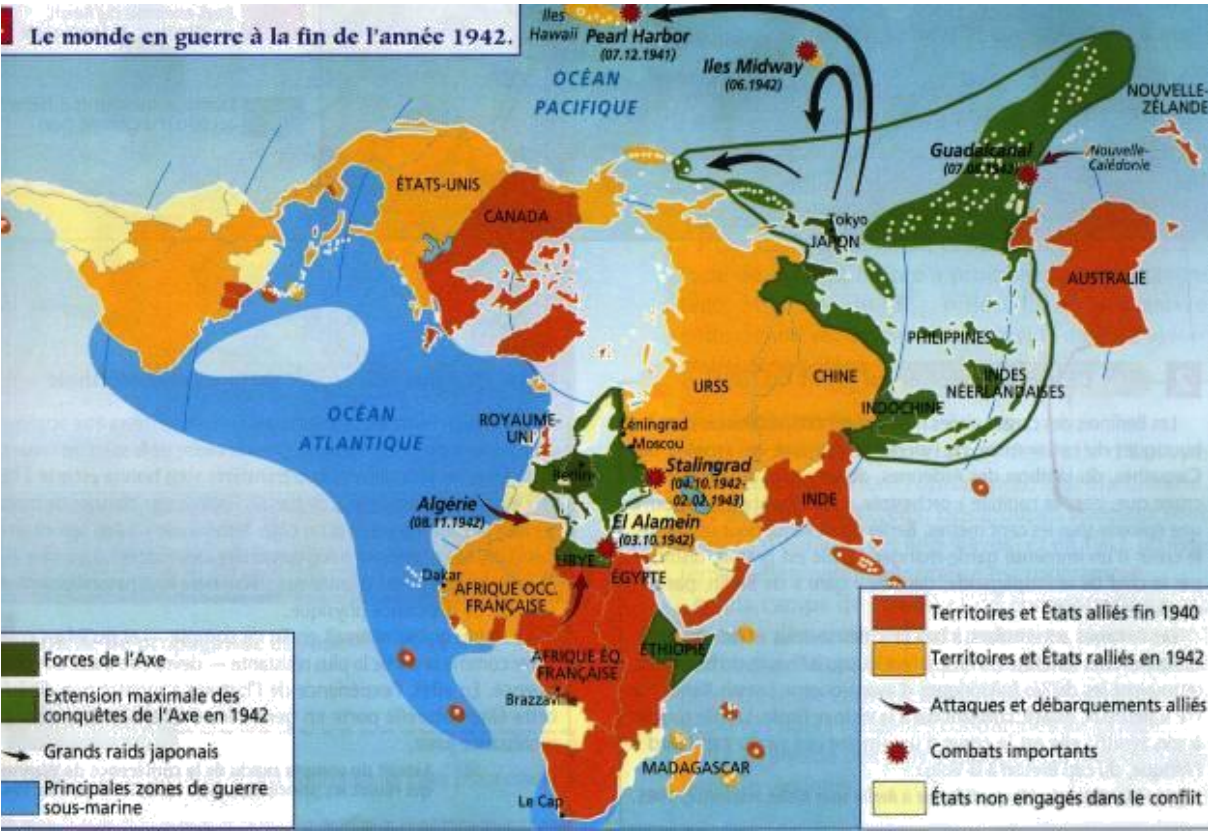 Le monde en guerre à la fin de l'année 1942.
Iles
Hawaii
Pearl Harbor
(07.12.1941)
Iles Midway
(06.1942)
OCÉAN
PACIFIQUE
NOUVELLE-
ZÉLANDE
Guadalcanal
Nouvelle-
Calédonie
ÉTATS-UNIS
CANADA
Tokyo
JAPON
AUSTRALIE
PHILIPPINES
INDES
NÉERLANDAISES
URSS
CHINE
INDOCHINE
OCÉAN
ATLANTIQUE
ROYAUME-
UNI
Léningrad
Moscou
Berlin
Stalingrad
(04.10.1942-
02.02.1943)
INDE
Algérie
(08.11.1942)
El Alamein
(03.10.1942)
LIBYE
ÉGYPTE
Dakar
AFRIQUE OCC.
FRANÇAISE
ÉTHIOPIE
AFRIQUE ÉQ.
FRANÇAISE
Brazzaville
MADAGASCAR
Le Cap
Forces de l'Axe
Extension maximale des
conquêtes de l'Axe en 1942
Grands raids japonais
Principales zones de guerre
sous-marine
Territoires et États alliés fin 1940
Territoires et États ralliés en 1942
Attaques et débarquements alliés
Combats importants
États non engagés dans le conflit